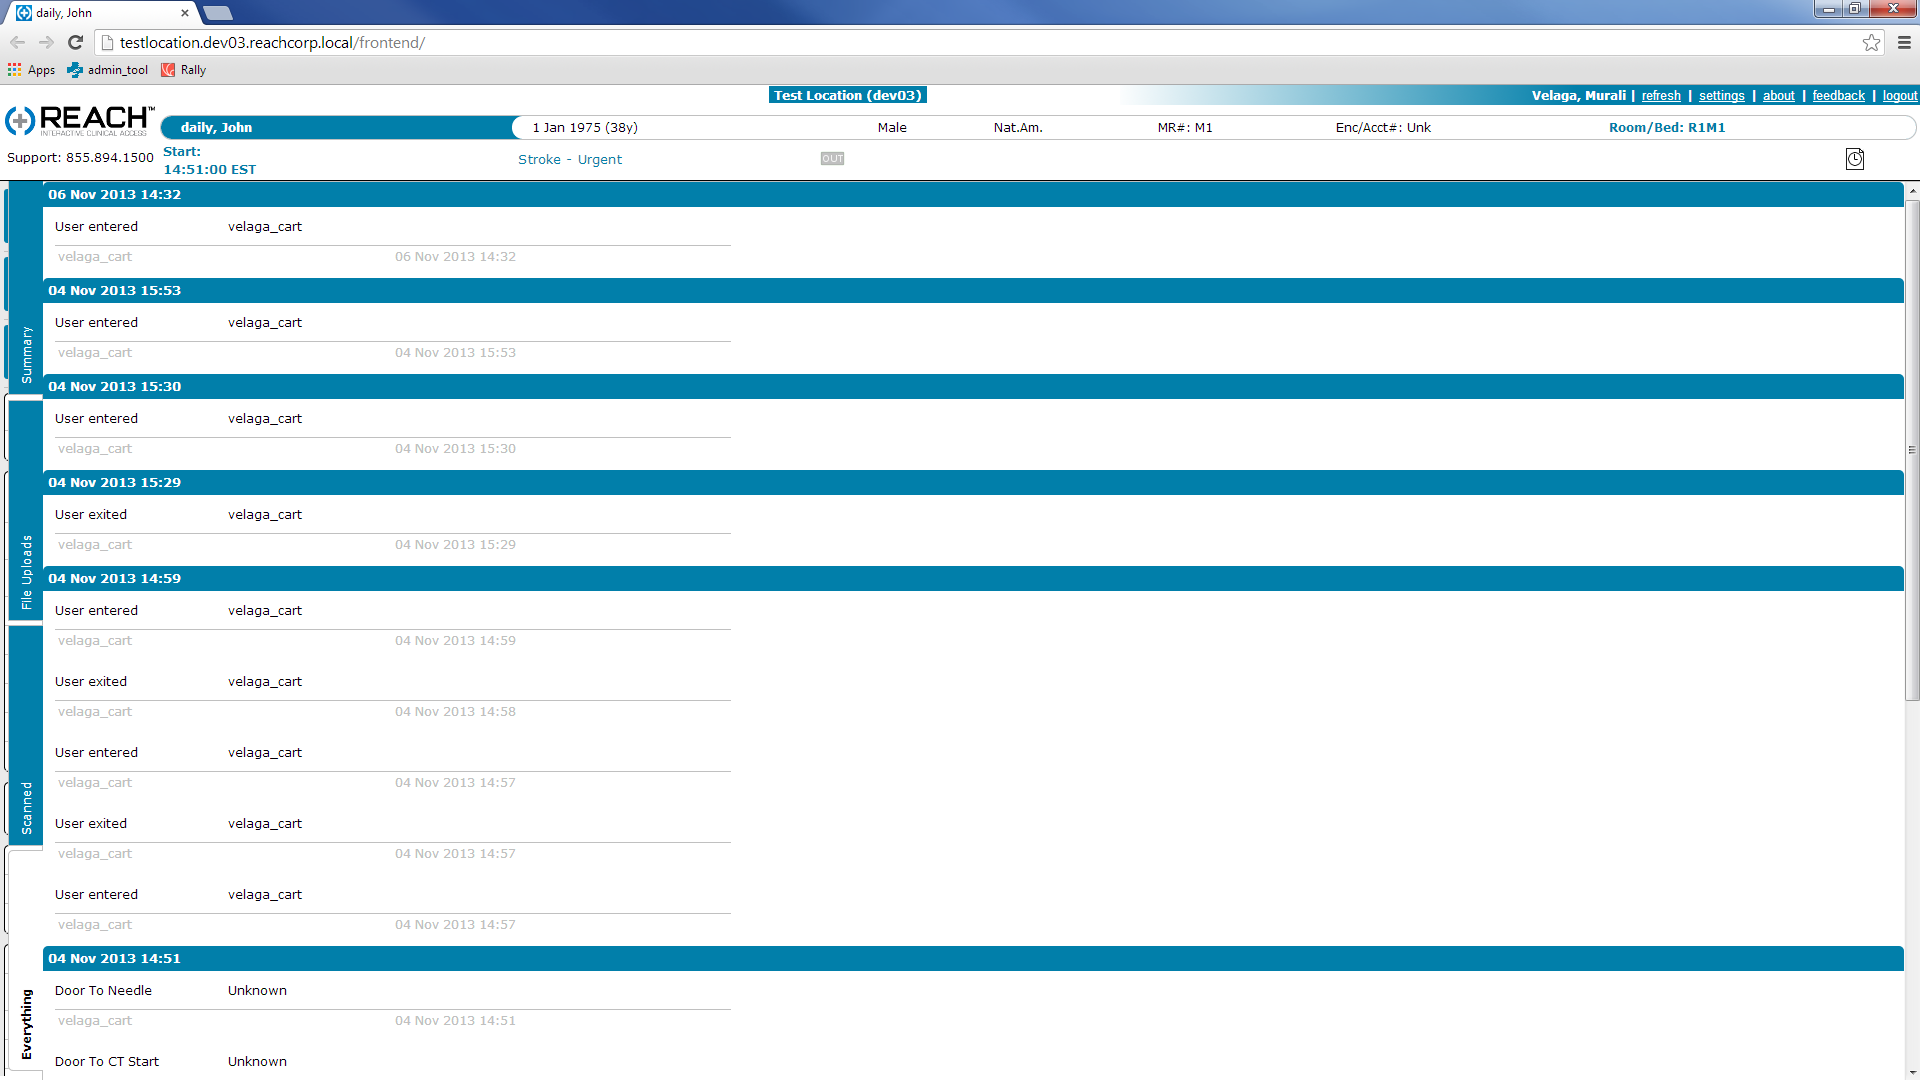 daily, John
testlocation.dev03.reachcorp.local/frontend/
Apps admin_tool Rally
Test Location (dev03) Velaga, Murali | refresh | settings | about | feedback | logout
REACH™
INTERACTIVE CLINICAL ACCESS
daily, John 1 Jan 1975 (38y) Male Nat.Am. MR#: M1 Enc/Acct#: Unk Room/Bed: R1M1
Support: 855.894.1500 Start:
14:51:00 EST
Stroke - Urgent OUT
Summary
File Uploads
Scanned
Everything
06 Nov 2013 14:32
User entered velaga_cart
velaga_cart 06 Nov 2013 14:32
04 Nov 2013 15:53
User entered velaga_cart
velaga_cart 04 Nov 2013 15:53
04 Nov 2013 15:30
User entered velaga_cart
velaga_cart 04 Nov 2013 15:30
04 Nov 2013 15:29
User exited velaga_cart
velaga_cart 04 Nov 2013 15:29
04 Nov 2013 14:59
User entered velaga_cart
velaga_cart 04 Nov 2013 14:59
User exited velaga_cart
velaga_cart 04 Nov 2013 14:58
User entered velaga_cart
velaga_cart 04 Nov 2013 14:57
User exited velaga_cart
velaga_cart 04 Nov 2013 14:57
User entered velaga_cart
velaga_cart 04 Nov 2013 14:57
04 Nov 2013 14:51
Door To Needle Unknown
velaga_cart 04 Nov 2013 14:51
Door To CT Start Unknown